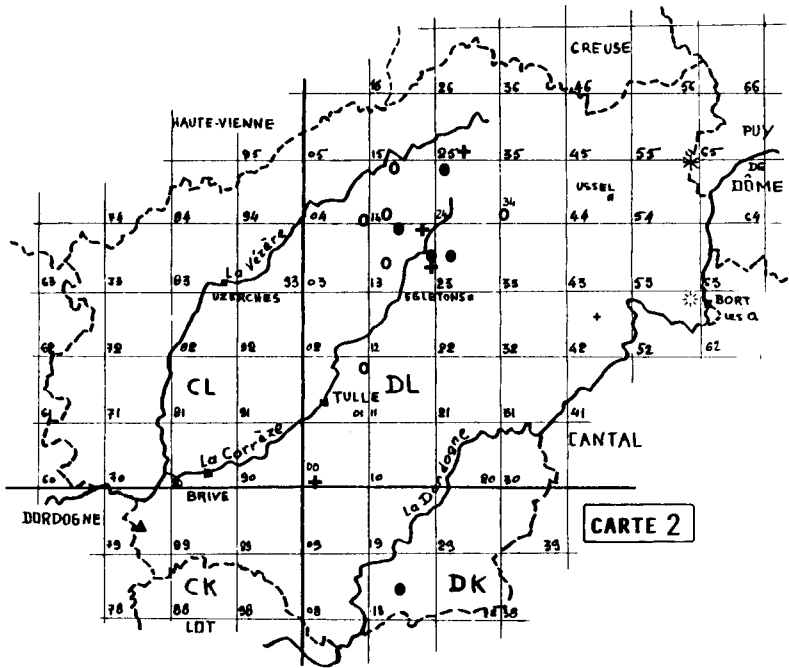 CREUSE
16 26 36 46 56 66
HAUTE-VIENNE
PUY
DE
DÔME
95 05 15 25 35 45 55 65
USSEL
34
74 84 94 04 14 24 44 54 64
La Vézère
63 73 83 93 03 13 23 33 43 53 63
UZERCHES
EGLETONS
BORT
LES O
62 72 82 92 02 12 22 32 42 52 62
CL DL
TULLE
61 71 81 91 01 11 21 31 41
CANTAL
La Corrèze
La Dordogne
60 70 90 00 10 20 30
BRIVE
DORDOGNE
CARTE 2
79 89 99 09 19 29 39
CK DK
78 88 98 08 18 28 38
LOT